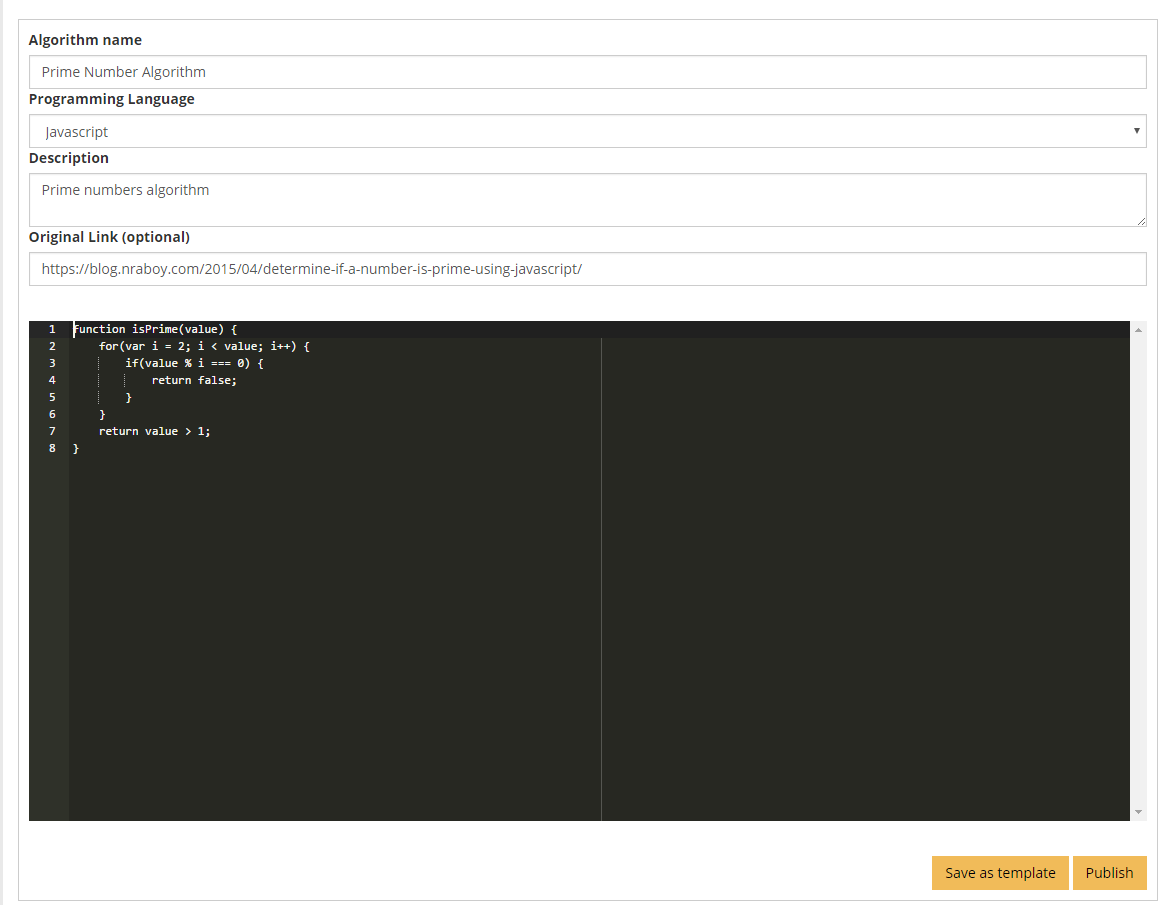 Algorithm name
Prime Number Algorithm
Programming Language
Javascript
Description
Prime numbers algorithm
Original Link (optional)
https://blog.nraboy.com/2015/04/determine-if-a-number-is-prime-using-javascript/
1 function isPrime(value) {
2     for(var i = 2; i < value; i++) {
3         if(value % i === 0) {
4             return false;
5         }
6     }
7     return value > 1;
8 }
Save as template Publish